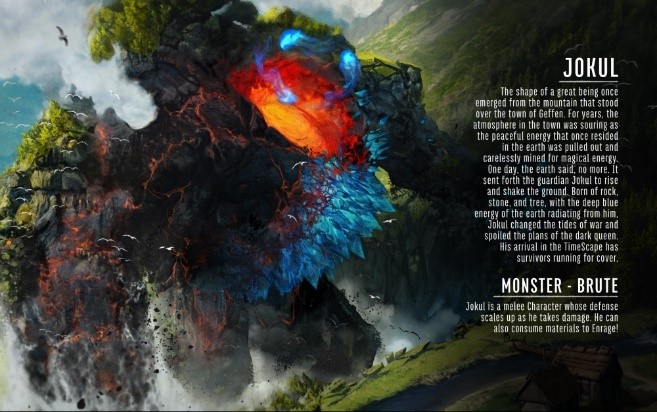 JOKUL
The shape of a great being once
emerged from the mountain that stood
over the town of Geffen. For years, the
atmosphere in the town was souring as
the peaceful energy that once resided
in the earth was pulled out and
carelessly mined for magical energy.
One day, the earth said, no more. It
sent forth the guardian Jokul to rise
and shake the ground. Born of rock,
stone, and tree, with the deep blue
energy of the earth radiating from him,
Jokul changed the tides of war and
spoiled the plans of the dark queen.
His arrival in the TimeScape has
survivors running for cover.
MONSTER - BRUTE
Jokul is a melee Character whose defense
scales up as he takes damage. He can
also consume materials to Enrage!